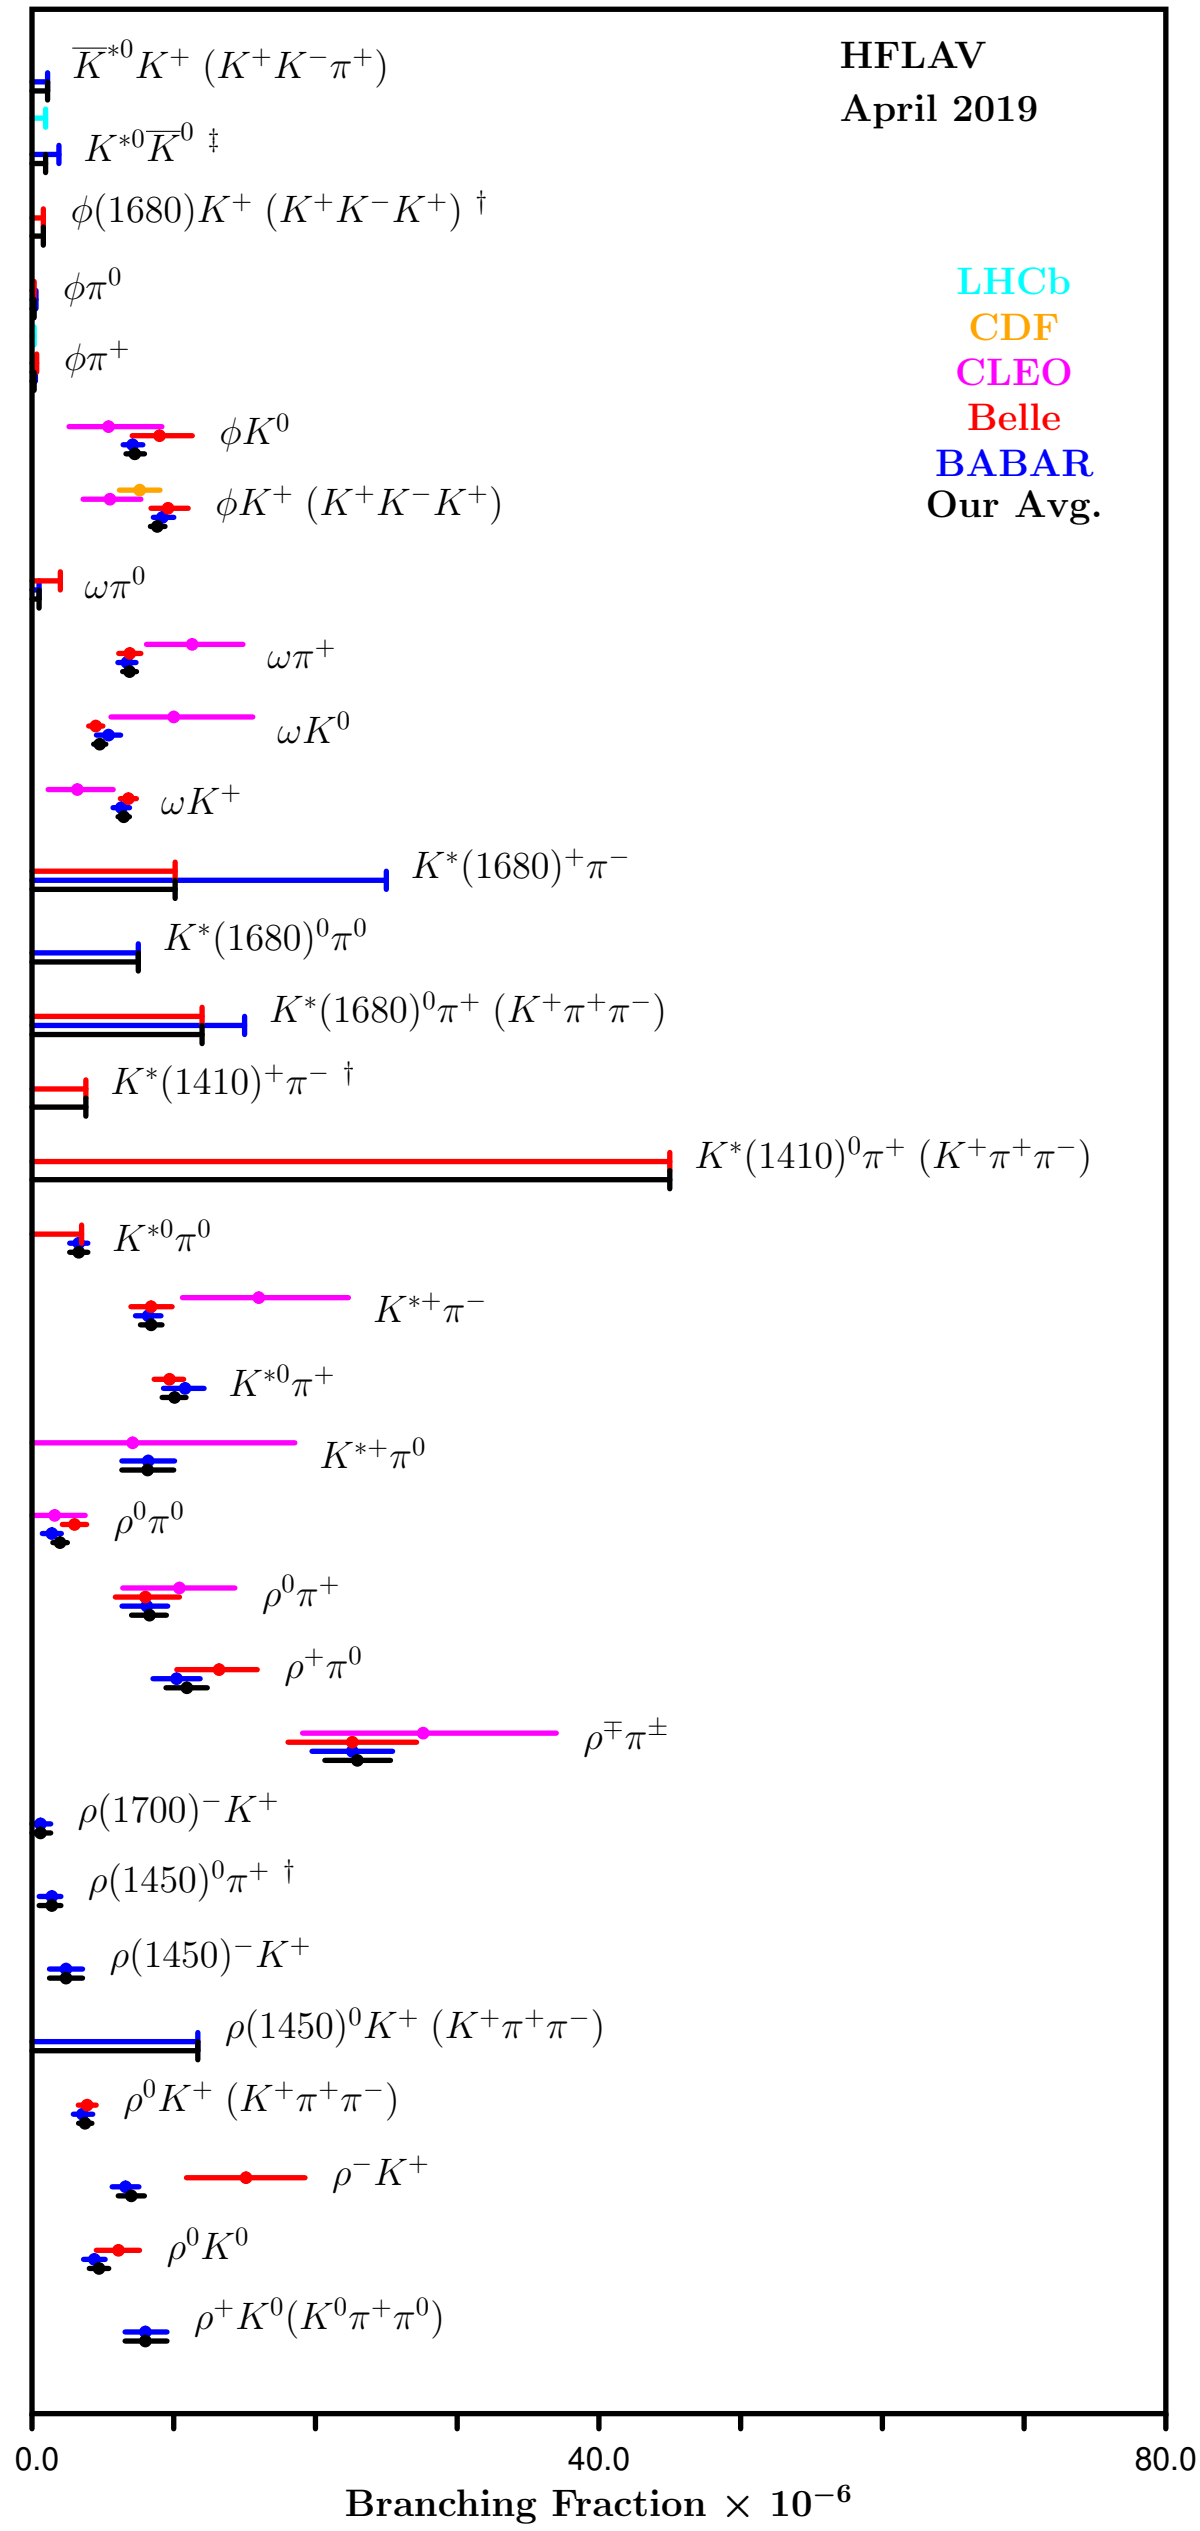 K̅*⁰K⁺ (K⁺K⁻π⁺)
HFLAV
April 2019
K*⁰K̅⁰ ‡
ϕ(1680)K⁺ (K⁺K⁻K⁺) †
ϕπ⁰
LHCb
CDF
ϕπ⁺
CLEO
Belle
ϕK⁰
BABAR
ϕK⁺ (K⁺K⁻K⁺)
Our Avg.
ωπ⁰
ωπ⁺
ωK⁰
ωK⁺
K*(1680)⁺π⁻
K*(1680)⁰π⁰
K*(1680)⁰π⁺ (K⁺π⁺π⁻)
K*(1410)⁺π⁻ †
K*(1410)⁰π⁺ (K⁺π⁺π⁻)
K*⁰π⁰
K*⁺π⁻
K*⁰π⁺
K*⁺π⁰
ρ⁰π⁰
ρ⁰π⁺
ρ⁺π⁰
ρ∓π±
ρ(1700)⁻K⁺
ρ(1450)⁰π⁺ †
ρ(1450)⁻K⁺
ρ(1450)⁰K⁺ (K⁺π⁺π⁻)
ρ⁰K⁺ (K⁺π⁺π⁻)
ρ⁻K⁺
ρ⁰K⁰
ρ⁺K⁰(K⁰π⁺π⁰)
0.0 40.0 80.0
Branching Fraction × 10⁻⁶